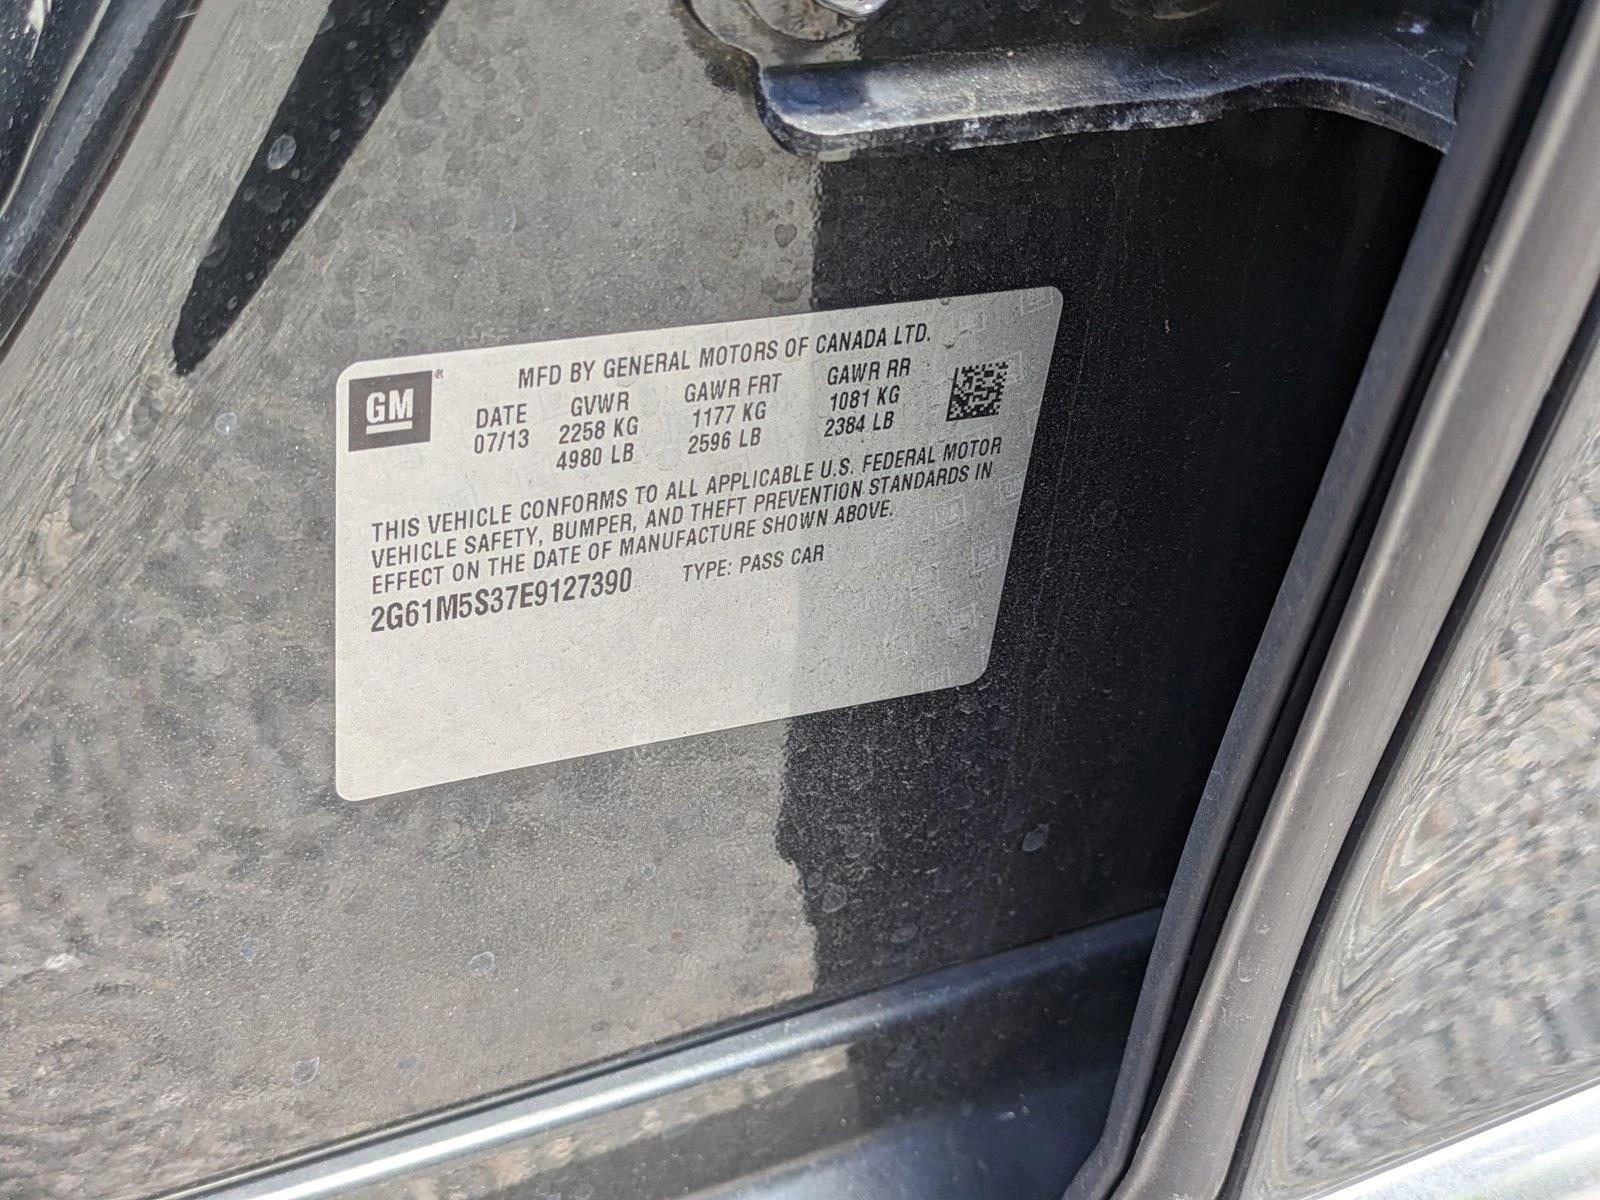 MFD BY GENERAL MOTORS OF CANADA LTD.
GM®
DATE GVWR GAWR FRT GAWR RR
07/13 2258 KG 1177 KG 1081 KG
4980 LB 2596 LB 2384 LB
THIS VEHICLE CONFORMS TO ALL APPLICABLE U.S. FEDERAL MOTOR
VEHICLE SAFETY, BUMPER, AND THEFT PREVENTION STANDARDS IN
EFFECT ON THE DATE OF MANUFACTURE SHOWN ABOVE.
2G61M5S37E9127390 TYPE: PASS CAR